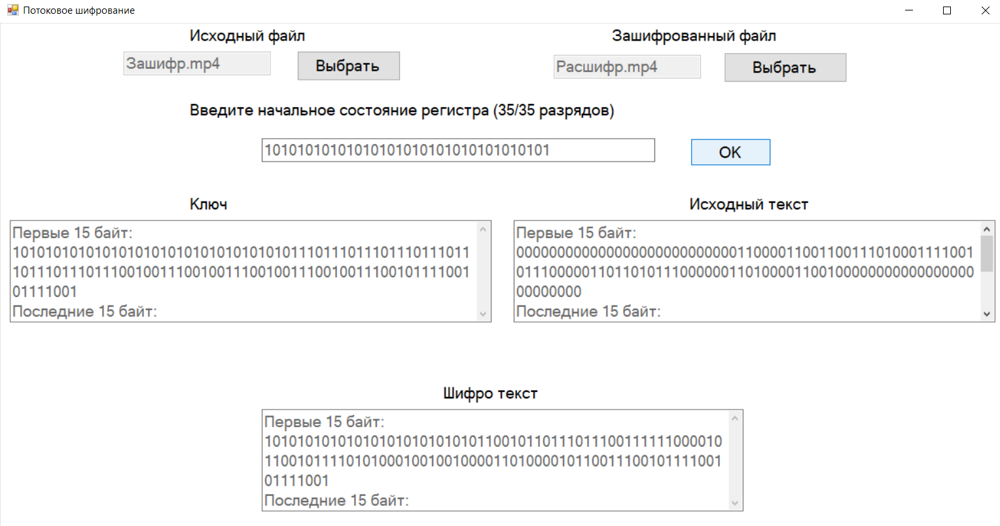 Потоковое шифрование
Исходный файл
Зашифрованный файл
Зашифр.mp4
Выбрать
Расшифр.mp4
Выбрать
Введите начальное состояние регистра (35/35 разрядов)
10101010101010101010101010101010101
OK
Ключ
Исходный текст
Первые 15 байт:
10101010101010101010101010101010101110111011101110111011
10111011101110010011100100111001001110010011100101111001
01111001
Последние 15 байт:
Первые 15 байт:
00000000000000000000000000011000011001100111010001111001
01110000011011010111000000110100001100100000000000000000
00000000
Последние 15 байт:
Шифро текст
Первые 15 байт:
10101010101010101010101010110010110111011100111111000010
11001011110101000100100100001101000010110011100101111001
01111001
Последние 15 байт: